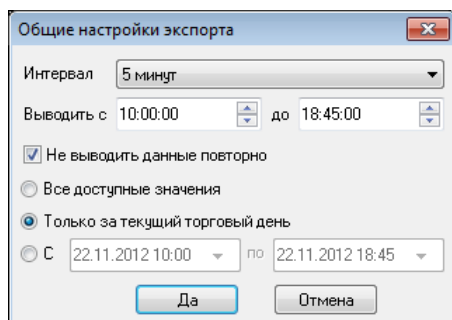 Общие настройки экспорта
Интервал 5 минут
Выводить с 10:00:00 до 18:45:00
Не выводить данные повторно
Все доступные значения
Только за текущий торговый день
С 22.11.2012 10:00 по 22.11.2012 18:45
Да Отмена